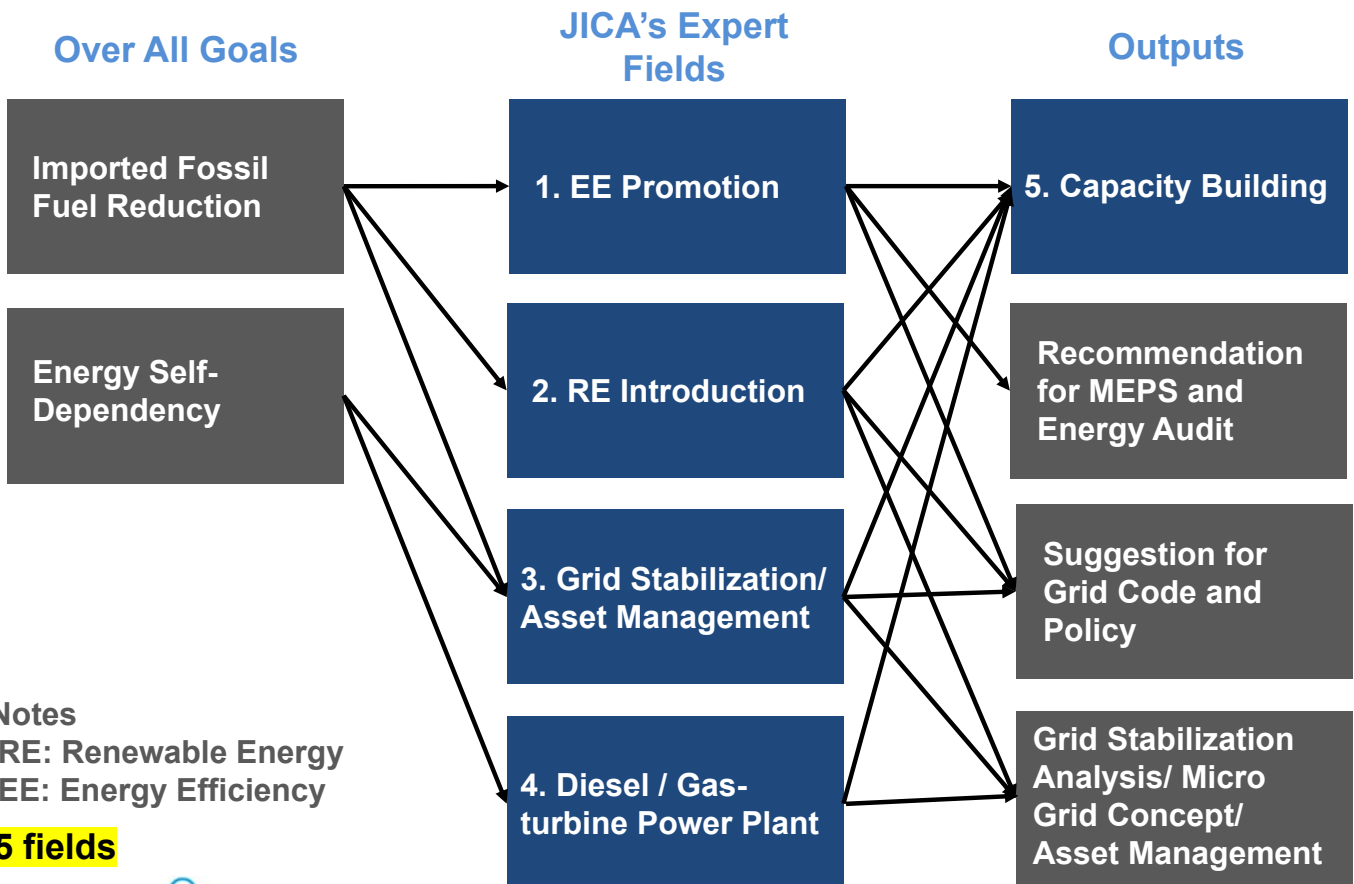 Over All Goals
JICA's Expert
Fields
Outputs
Imported Fossil
Fuel Reduction
Energy Self-
Dependency
1. EE Promotion
2. RE Introduction
3. Grid Stabilization/
Asset Management
4. Diesel / Gas-
turbine Power Plant
5. Capacity Building
Recommendation
for MEPS and
Energy Audit
Suggestion for
Grid Code and
Policy
Grid Stabilization
Analysis/ Micro
Grid Concept/
Asset Management
Notes
RE: Renewable Energy
EE: Energy Efficiency
5 fields